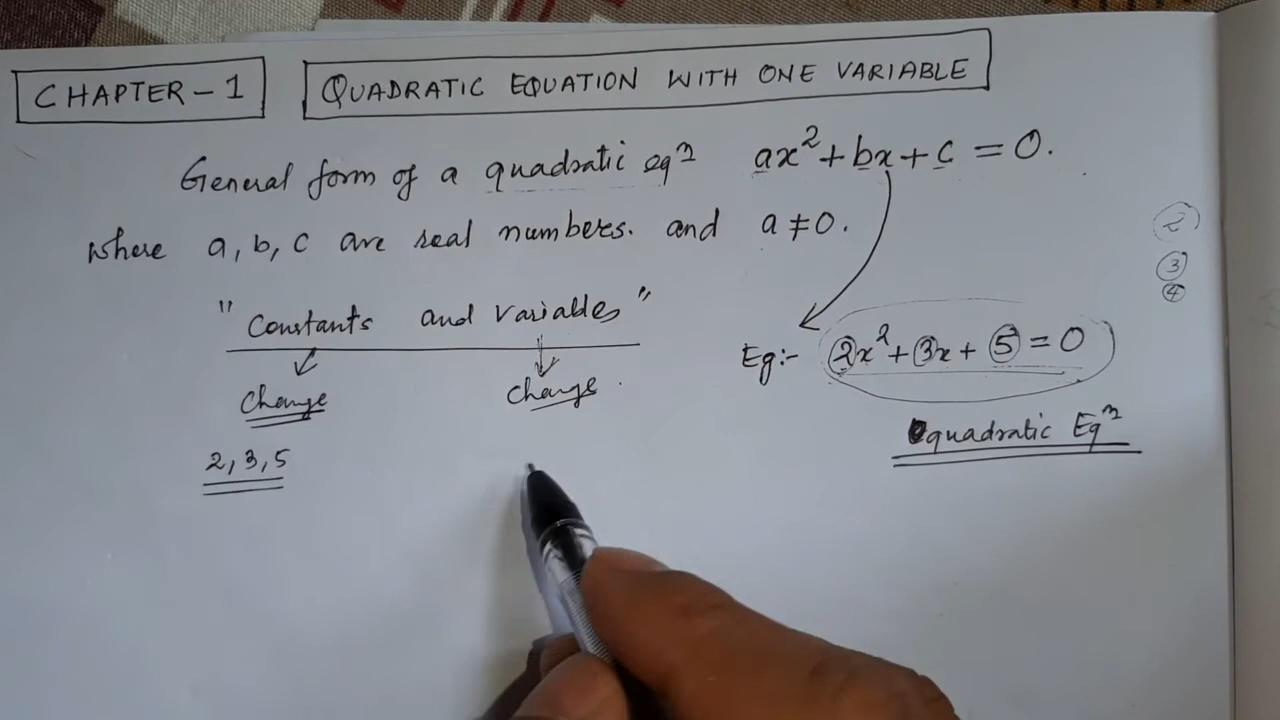 CHAPTER - 1 QUADRATIC EQUATION WITH ONE VARIABLE
General form of a quadratic eqⁿ ax² + bx + c = 0.
where a, b, c are real numbers. and a ≠ 0.
"Constants and variables"
Change change.
2, 3, 5
Eg:- 2x² + 3x + 5 = 0
quadratic Eqⁿ
2
3
4